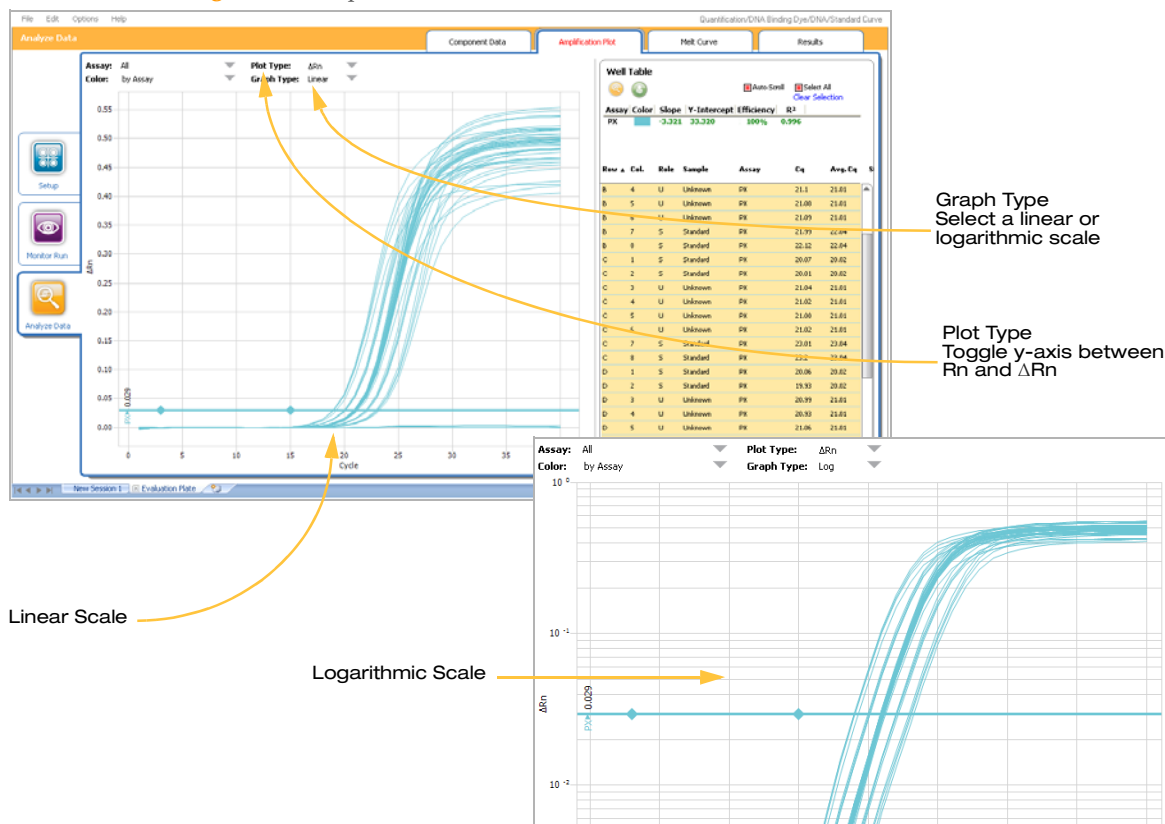 File Edit Options Help
Quantification/DNA Binding Dye/DNA/Standard Curve
Analyze Data
Component Data Amplification Plot Melt Curve Results
Assay: All Plot Type: ΔRn
Color: by Assay Graph Type: Linear
Setup
Monitor Run
Analyze Data
0.55
0.50
0.45
0.40
0.35
0.30
0.25
0.20
0.15
0.10
0.05
0.00
ΔRn
PX 0.029
0 5 10 15 20 25 30 35
Cycle
New Session 1 Evaluation Plate
Well Table
Auto Scroll Select All
Clear Selection
Assay Color Slope Y-Intercept Efficiency R²
PX -3.321 33.320 100% 0.996
Row Col. Role Sample Assay Cq Avg. Cq S
B 4 U Unknown PX 21.1 21.01
B 5 U Unknown PX 21.00 21.01
B 6 U Unknown PX 21.09 21.01
B 7 S Standard PX 21.99 22.04
B 8 S Standard PX 22.12 22.04
C 1 S Standard PX 20.07 20.02
C 2 S Standard PX 20.01 20.02
C 3 U Unknown PX 21.04 21.01
C 4 U Unknown PX 21.02 21.01
C 5 U Unknown PX 21.00 21.01
C 6 U Unknown PX 21.02 21.01
C 7 S Standard PX 23.01 23.04
C 8 S Standard PX 23.04
D 1 S Standard PX 20.06 20.02
D 2 S Standard PX 19.93 20.02
D 3 U Unknown PX 20.99 21.01
D 4 U Unknown PX 20.93 21.01
D 5 U Unknown PX 21.06 21.01
Graph Type
Select a linear or
logarithmic scale
Plot Type
Toggle y-axis between
Rn and ΔRn
Linear Scale
Logarithmic Scale
Assay: All Plot Type: ΔRn
Color: by Assay Graph Type: Log
10 0
10 -1
10 -2
ΔRn
PX 0.029